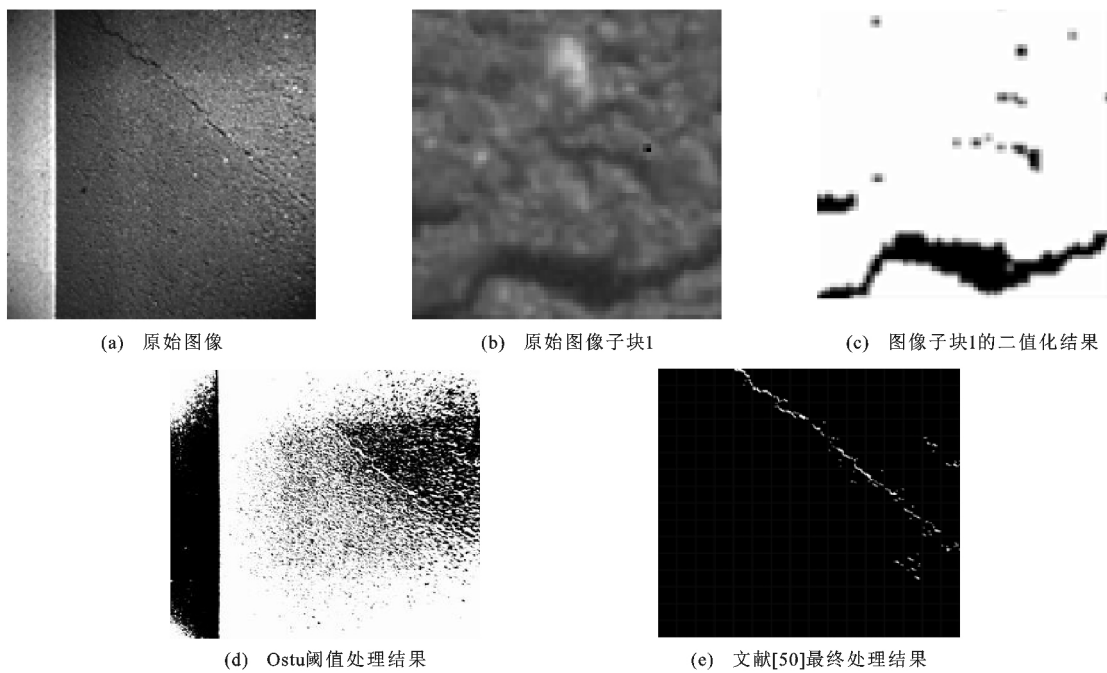 (a) 原始图像
(b) 原始图像子块1
(c) 图像子块1的二值化结果
(d) Ostu阈值处理结果
(e) 文献[50]最终处理结果